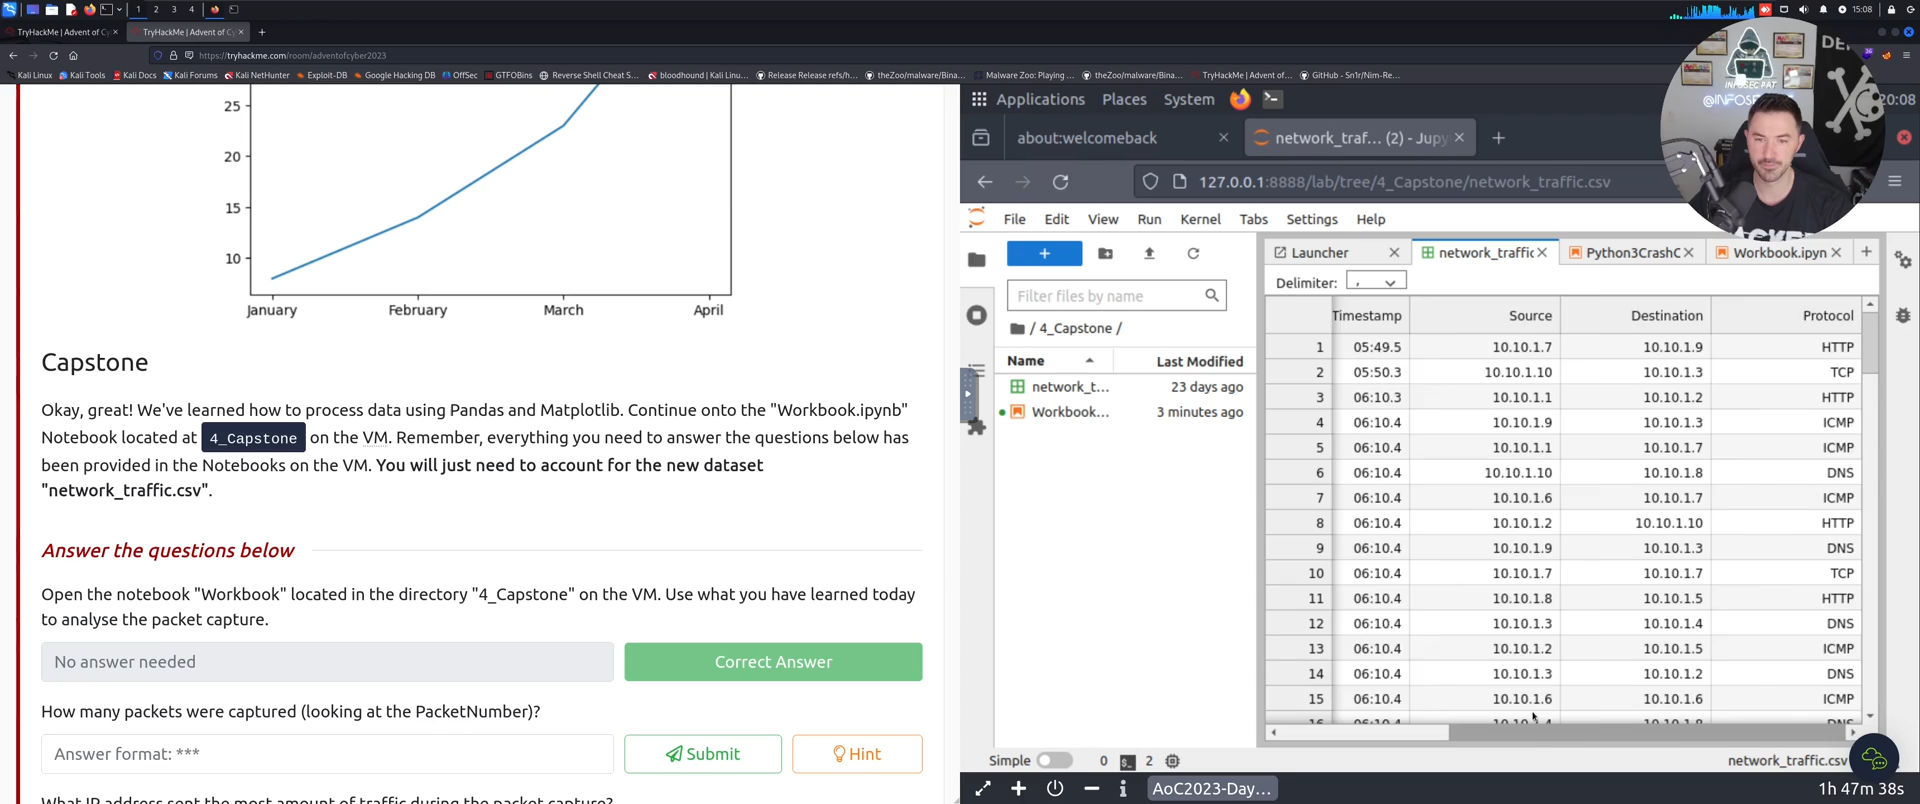 1 2 3 4
15:08
TryHackMe | Advent of Cy
TryHackMe | Advent of Cy
https://tryhackme.com/room/adventofcyber2023
Kali Linux Kali Tools Kali Docs Kali Forums Kali NetHunter Exploit-DB Google Hacking DB OffSec GTFOBins Reverse Shell Cheat S... bloodhound | Kali Linu... Release Release refs/h... theZoo/malware/Bina... Malware Zoo: Playing ... theZoo/malware/Bina... TryHackMe | Advent of... GitHub - Sn1r/Nim-Re...
25
20
15
10
January February March April
Capstone
Okay, great! We've learned how to process data using Pandas and Matplotlib. Continue onto the "Workbook.ipynb"
Notebook located at 4_Capstone on the VM. Remember, everything you need to answer the questions below has
been provided in the Notebooks on the VM. You will just need to account for the new dataset
"network_traffic.csv".
Answer the questions below
Open the notebook "Workbook" located in the directory "4_Capstone" on the VM. Use what you have learned today
to analyse the packet capture.
No answer needed
Correct Answer
How many packets were captured (looking at the PacketNumber)?
Answer format: ***
Submit
Hint
What IP address sent the most amount of traffic during the packet capture?
Applications Places System
20:08
INFOSEC PAT
about:welcomeback
network_traf... (2) - Jupy
127.0.0.1:8888/lab/tree/4_Capstone/network_traffic.csv
File Edit View Run Kernel Tabs Settings Help
Launcher network_traffic Python3CrashC Workbook.ipyn
Delimiter: ,
Filter files by name
/ 4_Capstone /
Name Last Modified
network_t... 23 days ago
Workbook... 3 minutes ago
Timestamp Source Destination Protocol
1 05:49.5 10.10.1.7 10.10.1.9 HTTP
2 05:50.3 10.10.1.10 10.10.1.3 TCP
3 06:10.3 10.10.1.1 10.10.1.2 HTTP
4 06:10.4 10.10.1.9 10.10.1.3 ICMP
5 06:10.4 10.10.1.1 10.10.1.7 ICMP
6 06:10.4 10.10.1.10 10.10.1.8 DNS
7 06:10.4 10.10.1.6 10.10.1.7 ICMP
8 06:10.4 10.10.1.2 10.10.1.10 HTTP
9 06:10.4 10.10.1.9 10.10.1.3 DNS
10 06:10.4 10.10.1.7 10.10.1.7 TCP
11 06:10.4 10.10.1.8 10.10.1.5 HTTP
12 06:10.4 10.10.1.3 10.10.1.4 DNS
13 06:10.4 10.10.1.2 10.10.1.5 ICMP
14 06:10.4 10.10.1.3 10.10.1.2 DNS
15 06:10.4 10.10.1.6 10.10.1.6 ICMP
Simple 0 2 network_traffic.csv
AoC2023-Day...
1h 47m 38s